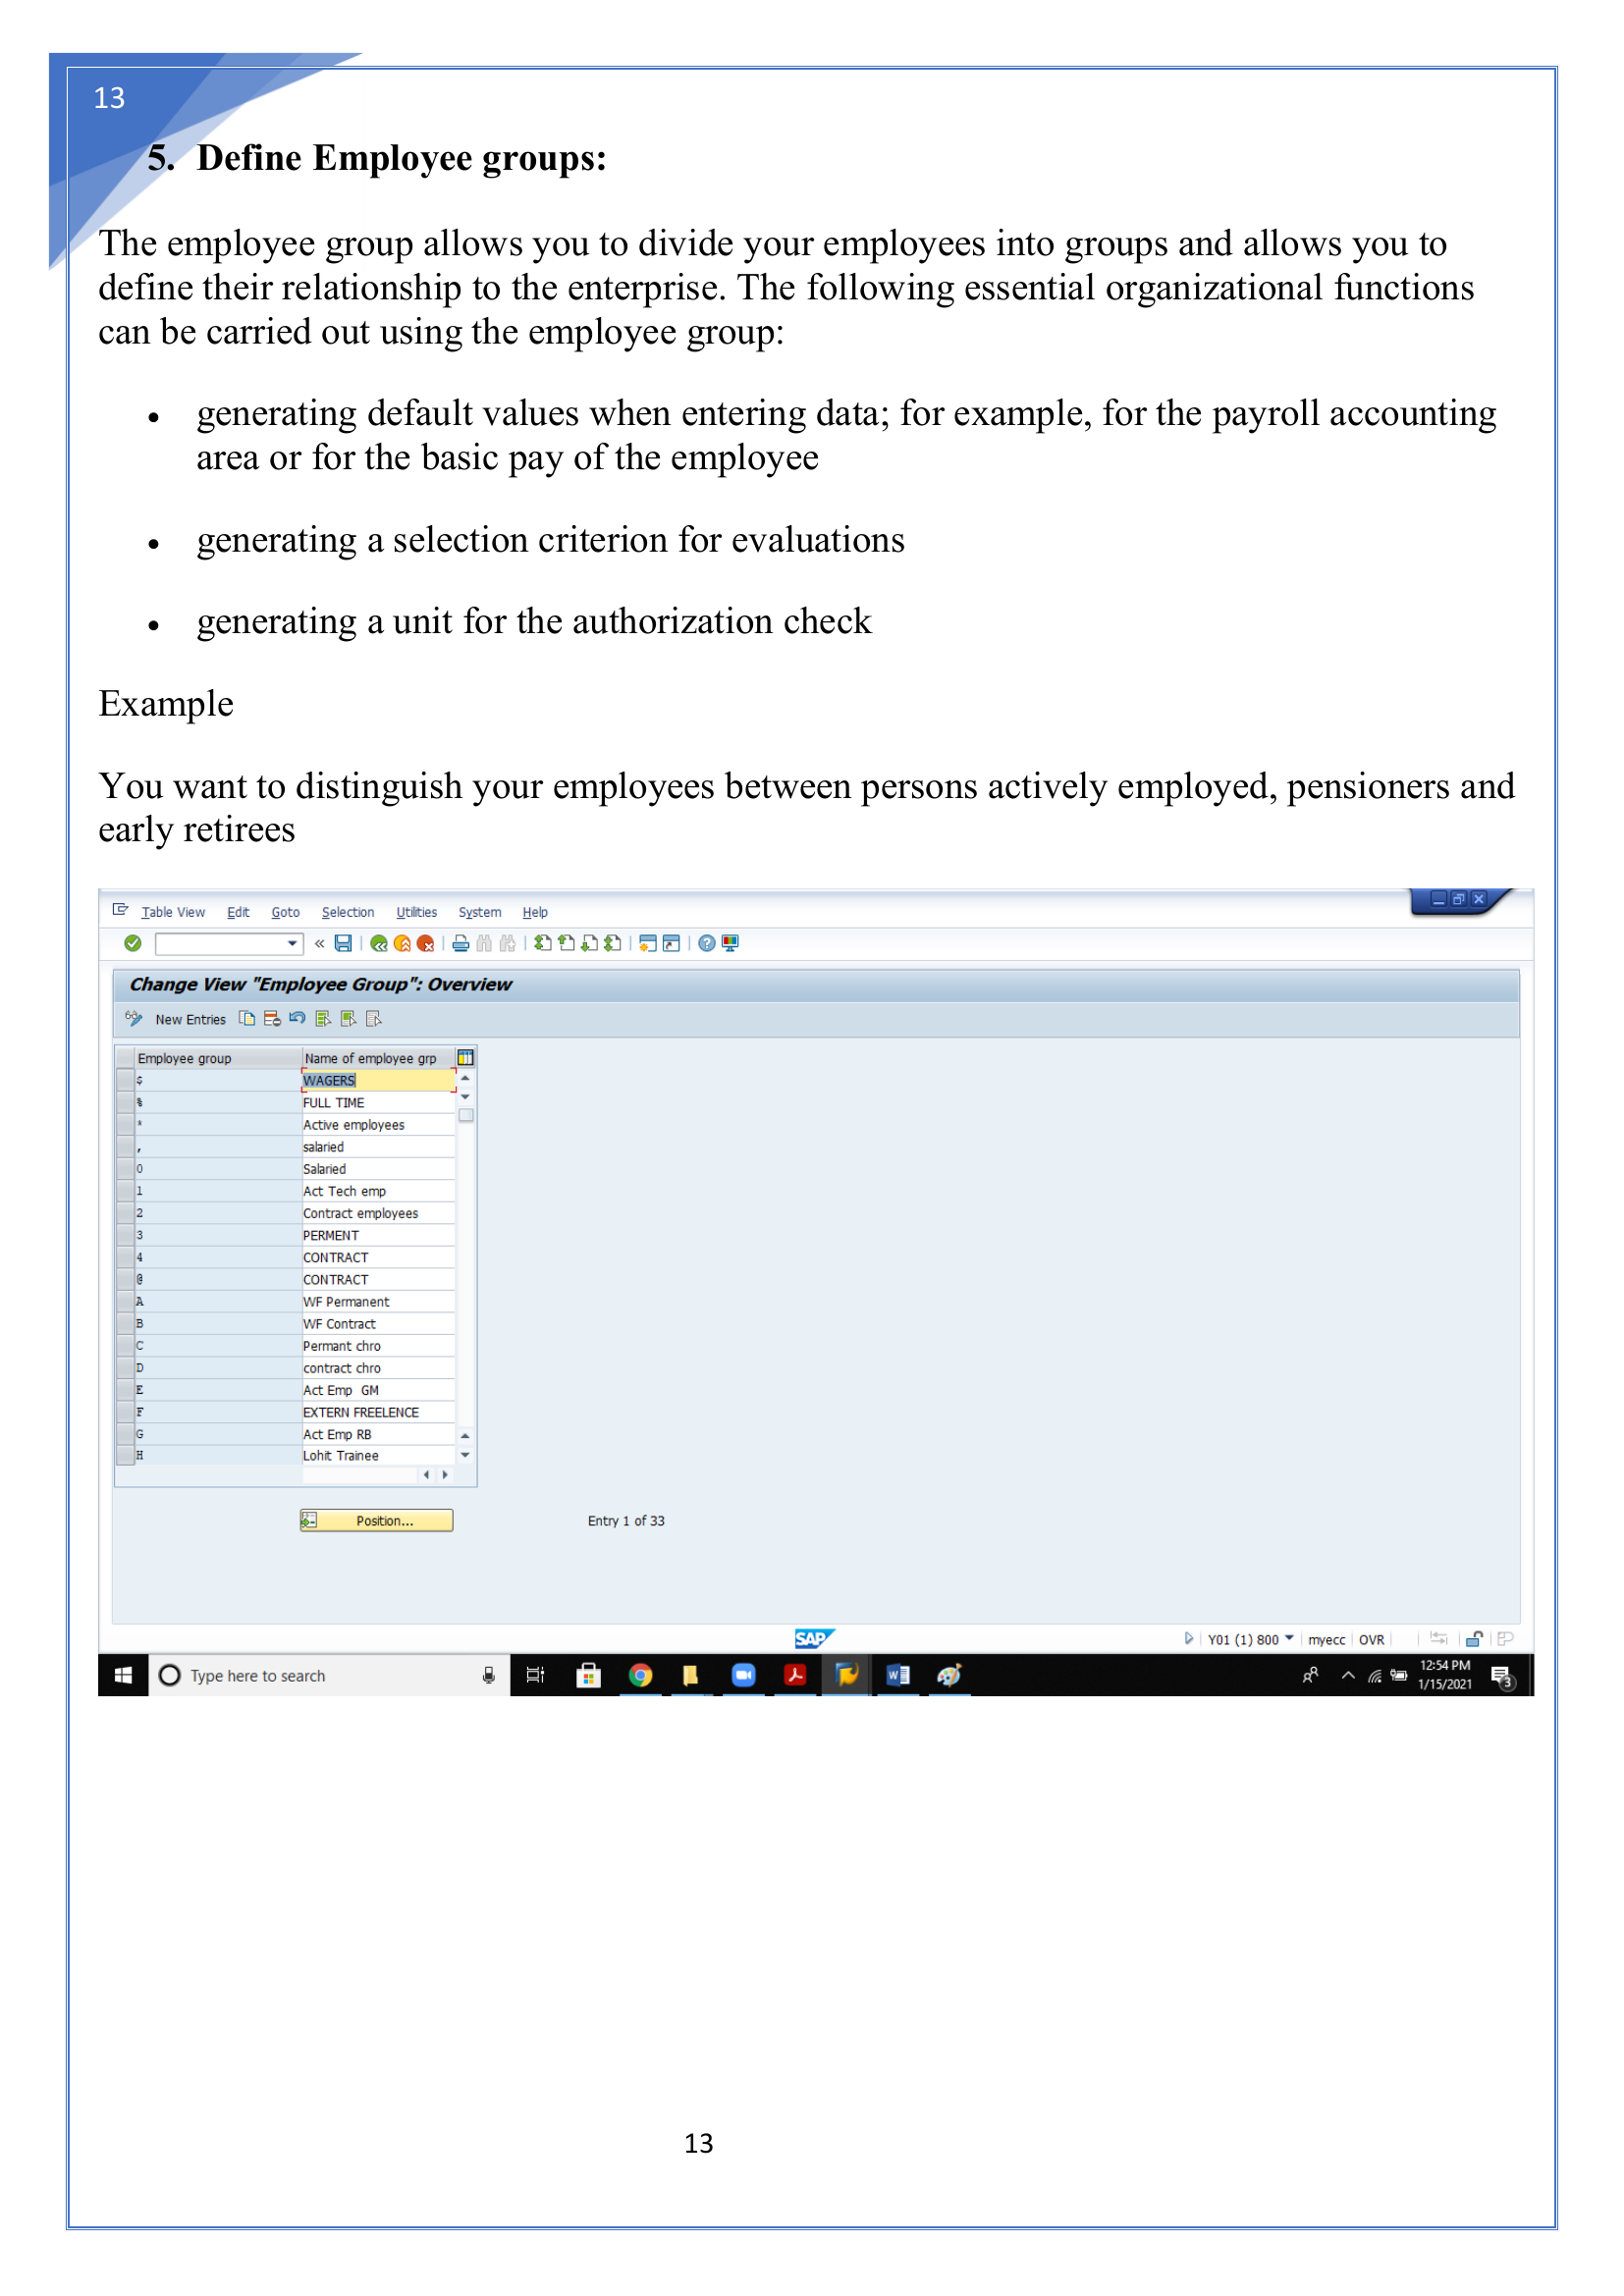 13
5. Define Employee groups:
The employee group allows you to divide your employees into groups and allows you to
define their relationship to the enterprise. The following essential organizational functions
can be carried out using the employee group:
• generating default values when entering data; for example, for the payroll accounting
area or for the basic pay of the employee
• generating a selection criterion for evaluations
• generating a unit for the authorization check
Example
You want to distinguish your employees between persons actively employed, pensioners and
early retirees
Table View Edit Goto Selection Utilities System Help
Change View "Employee Group": Overview
New Entries
Employee group Name of employee grp
$ WAGERS
% FULL TIME
* Active employees
, salaried
0 Salaried
1 Act Tech emp
2 Contract employees
3 PERMENT
4 CONTRACT
@ CONTRACT
A WF Permanent
B WF Contract
C Permant chro
D contract chro
E Act Emp GM
F EXTERN FREELENCE
G Act Emp RB
H Lohit Trainee
Position... Entry 1 of 33
SAP Y01 (1) 800 myecc OVR
Type here to search 12:54 PM
1/15/2021 3
13